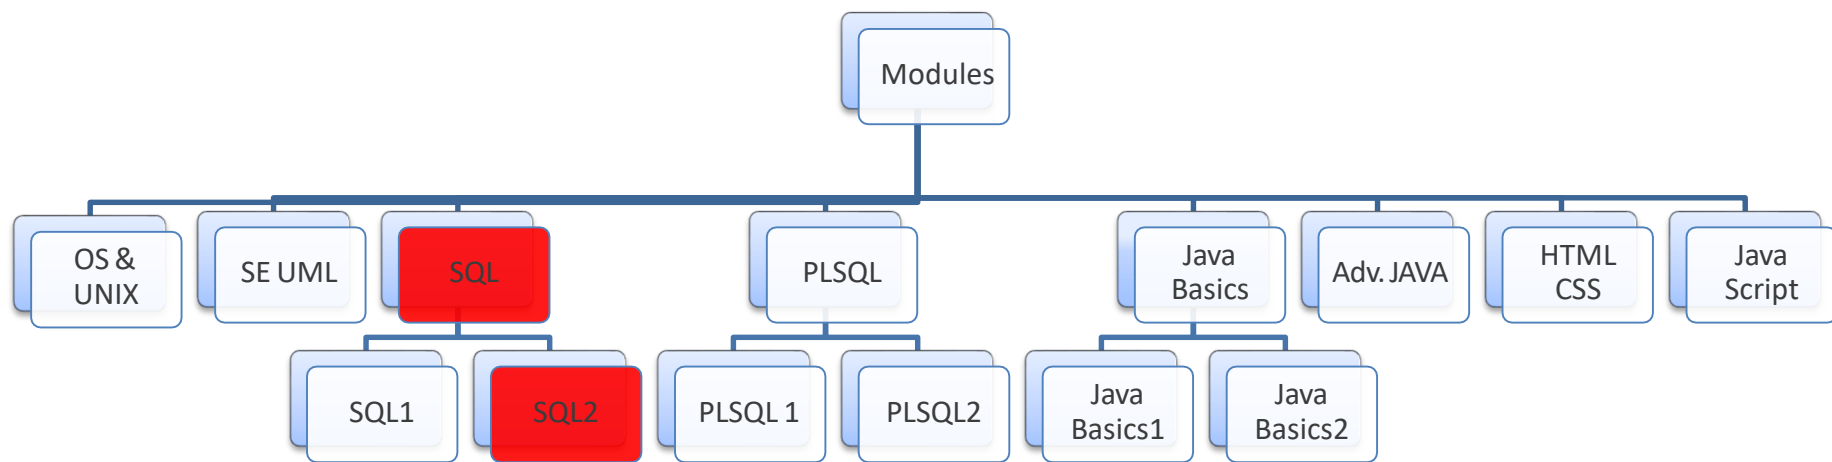 Modules
OS &
UNIX
SE UML
SQL
PLSQL
Java
Basics
Adv. JAVA
HTML
CSS
Java
Script
SQL1
SQL2
PLSQL 1
PLSQL2
Java
Basics1
Java
Basics2